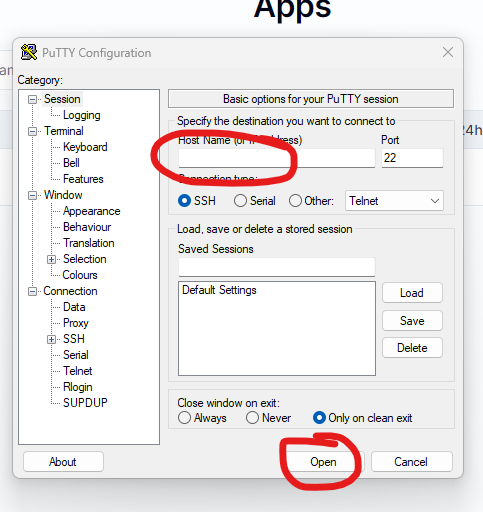 Apps
PuTTY Configuration
Category:
Session
Logging
Terminal
Keyboard
Bell
Features
Window
Appearance
Behaviour
Translation
Selection
Colours
Connection
Data
Proxy
SSH
Serial
Telnet
Rlogin
SUPDUP
Basic options for your PuTTY session
Specify the destination you want to connect to
Host Name (or IP address) Port
22
24h
Connection type:
SSH Serial Other: Telnet
Load, save or delete a stored session
Saved Sessions
Default Settings
Load
Save
Delete
Close window on exit:
Always Never Only on clean exit
About Open Cancel